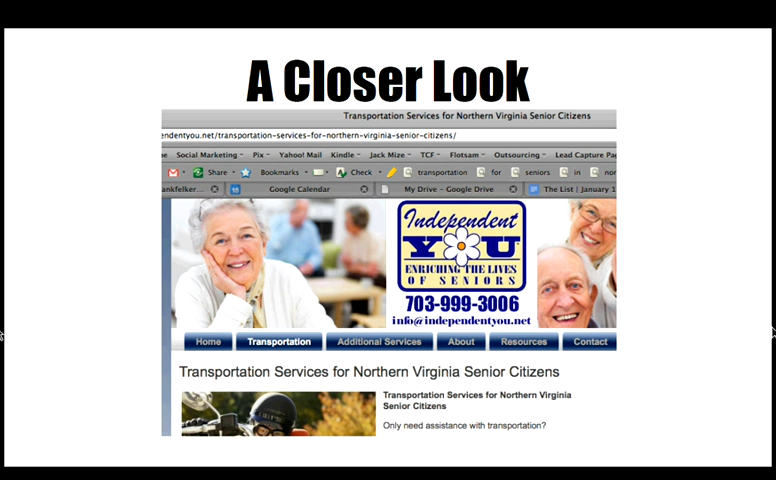 A Closer Look
Transportation Services for Northern Virginia Senior Citizens
endentyou.net/transportation-services-for-northern-virginia-senior-citizens/
Social Marketing Pix Yahoo! Mail Kindle Jack Mize TCF Flotsam Outsourcing Lead Capture Pag
Share Bookmarks Check transportation for seniors in nor
ankfelker... Google Calendar My Drive – Google Drive The List | January 1
Independent
YOU
ENRICHING THE LIVES
OF SENIORS
703-999-3006
info@independentyou.net
Home Transportation Additional Services About Resources Contact
Transportation Services for Northern Virginia Senior Citizens
Transportation Services for Northern Virginia
Senior Citizens
Only need assistance with transportation?